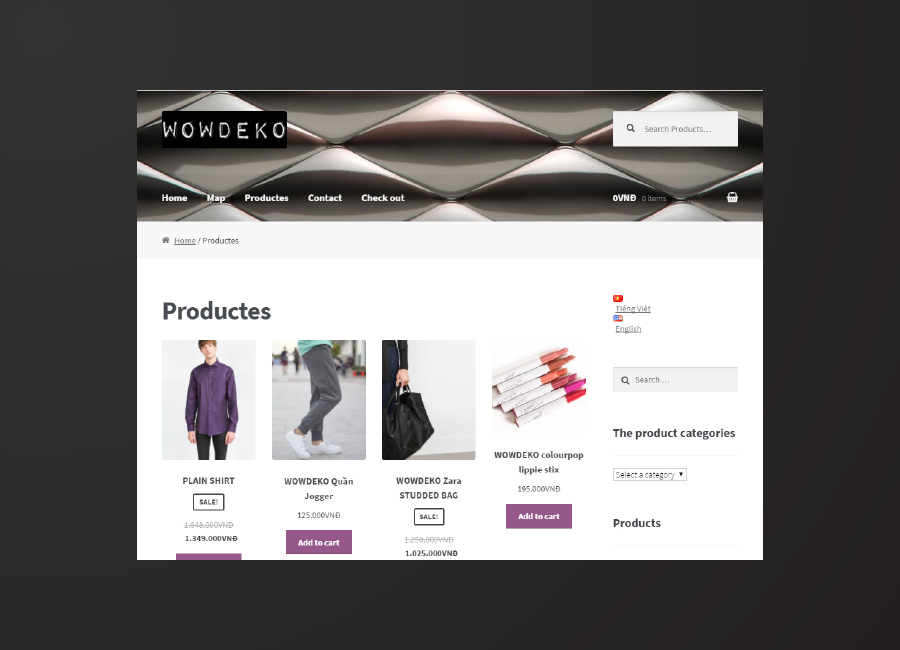 WOWDEKO
Search Products...
Home Map Productes Contact Check out
0VNĐ 0 items
Home / Productes
Productes
Tiếng Việt
English
Search ...
The product categories
Select a category
Products
PLAIN SHIRT
SALE!
1.648.000VNĐ
1.349.000VNĐ
WOWDEKO Quần
Jogger
125.000VNĐ
Add to cart
WOWDEKO Zara
STUDDED BAG
SALE!
1.250.000VNĐ
1.025.000VNĐ
WOWDEKO colourpop
lippie stix
195.000VNĐ
Add to cart